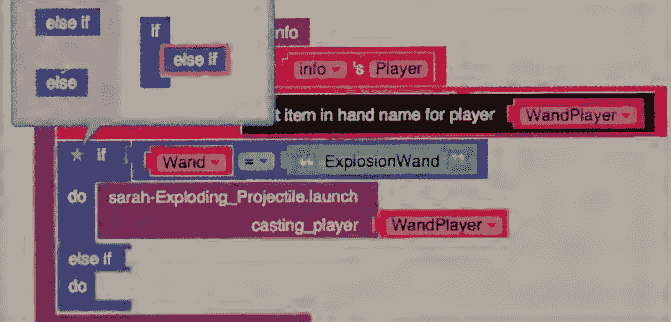 else if
if
nfo
else if
info 's Player
else
t item in hand name for player WandPlayer
if Wand = “ ExplosionWand ”
do sarah-Exploding_Projectile.launch
casting_player WandPlayer
else if
do